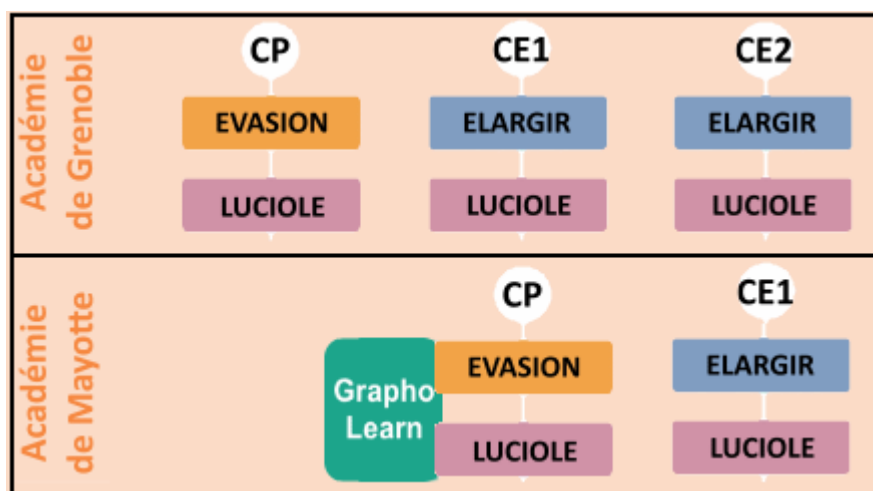 Académie
de Grenoble
CP
CE1
CE2
EVASION
ELARGIR
ELARGIR
LUCIOLE
LUCIOLE
LUCIOLE
Académie
de Mayotte
CP
CE1
Grapho
Learn
EVASION
ELARGIR
LUCIOLE
LUCIOLE